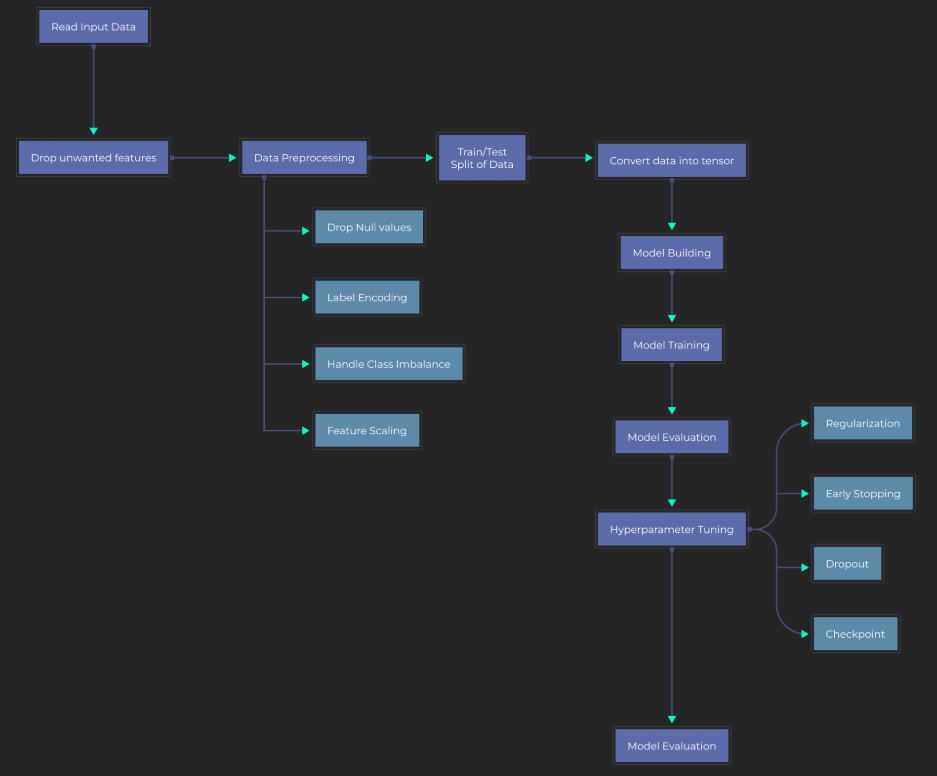 Read Input Data
Drop unwanted features
Data Preprocessing
Train/Test
Split of Data
Convert data into tensor
Drop Null values
Label Encoding
Handle Class Imbalance
Feature Scaling
Model Building
Model Training
Model Evaluation
Hyperparameter Tuning
Regularization
Early Stopping
Dropout
Checkpoint
Model Evaluation